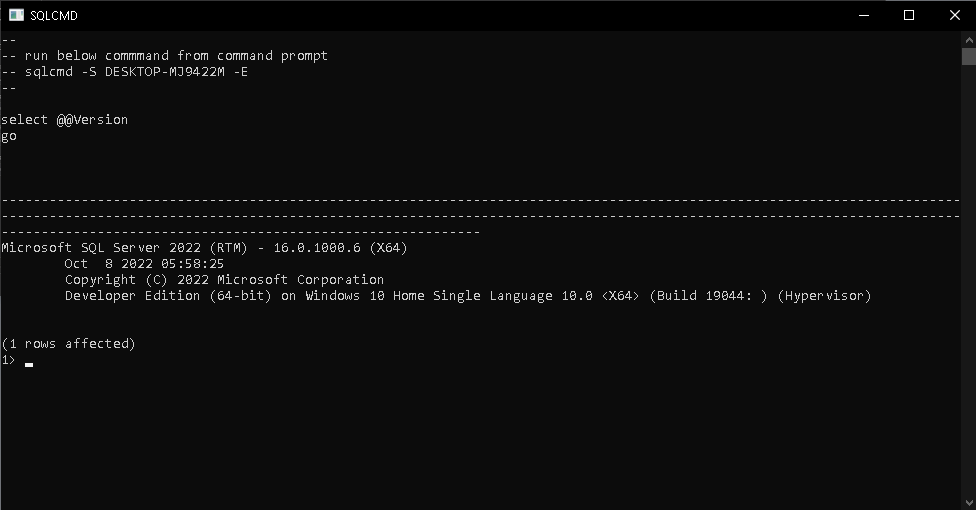 SQLCMD
--
-- run below commmand from command prompt
-- sqlcmd -S DESKTOP-MJ9422M -E
--
select @@Version
go
------------------------------------------------------------------------------------------------------------------------
------------------------------------------------------------------------------------------------------------------------
------------------------------------------------------------
Microsoft SQL Server 2022 (RTM) - 16.0.1000.6 (X64)
Oct  8 2022 05:58:25
Copyright (C) 2022 Microsoft Corporation
Developer Edition (64-bit) on Windows 10 Home Single Language 10.0 <X64> (Build 19044: ) (Hypervisor)
(1 rows affected)
1>